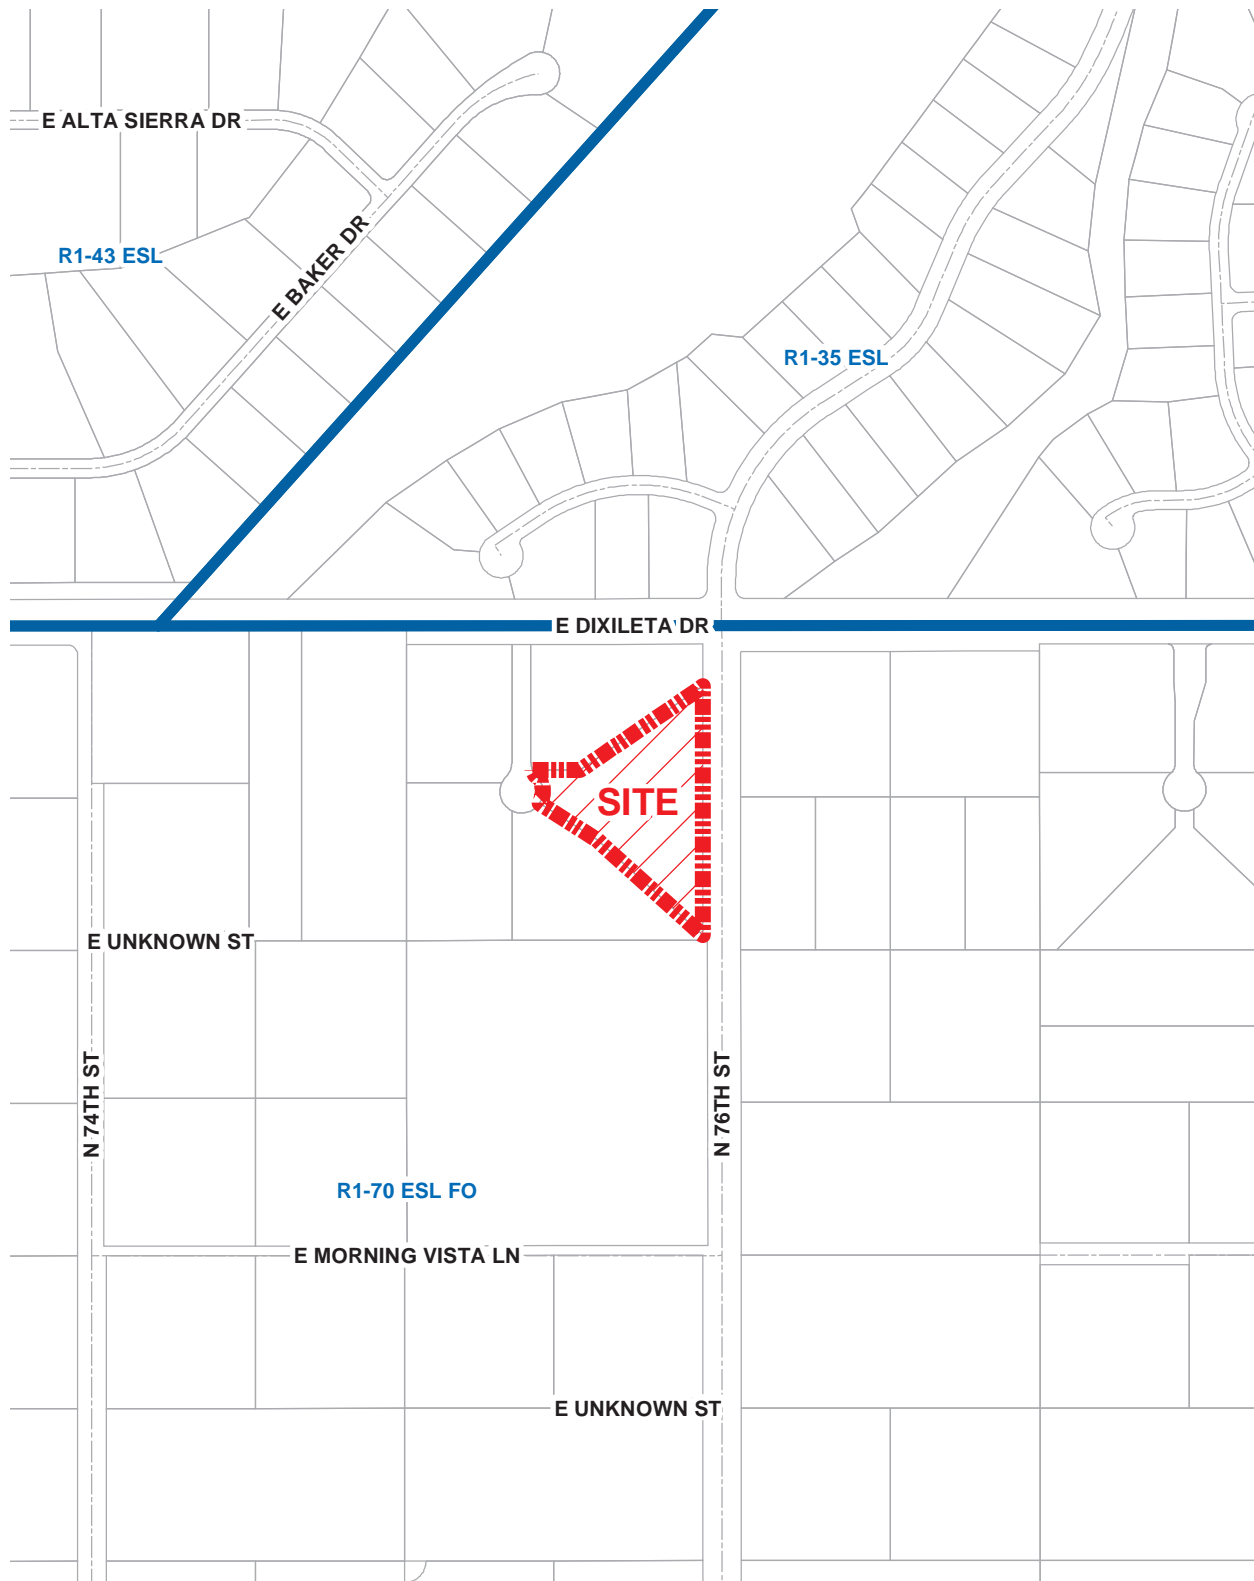 E ALTA SIERRA DR
E BAKER DR
R1-43 ESL
R1-35 ESL
E DIXILETA DR
SITE
E UNKNOWN ST
N 74TH ST
N 76TH ST
R1-70 ESL FO
E MORNING VISTA LN
E UNKNOWN ST